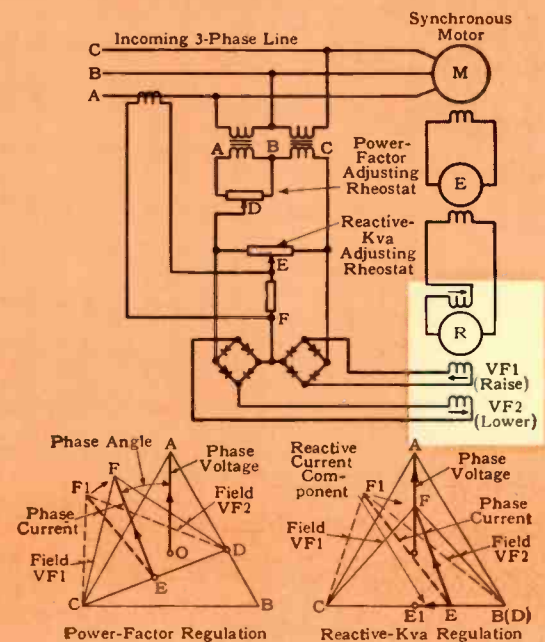 Synchronous
Motor
Incoming 3-Phase Line
C
B
A
M
A
B
C
Power-
Factor
Adjusting
Rheostat
D
E
Reactive-
Kva
Adjusting
Rheostat
E
F
R
VF1
(Raise)
VF2
(Lower)
Phase Angle
A
Phase
Voltage
F
F1
Field
VF2
Phase
Current
O
D
Field
VF1
E
C
B
Power-Factor Regulation
Reactive
Current
Com-
ponent
A
Phase
Voltage
F1
F
Phase
Current
Field
VF1
Field
VF2
C
E1
E
B(D)
Reactive-Kva Regulation